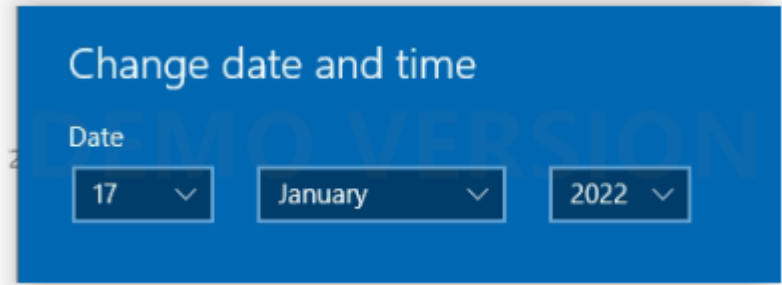 Change date and time
DEMO VERSION
Date
17 January 2022